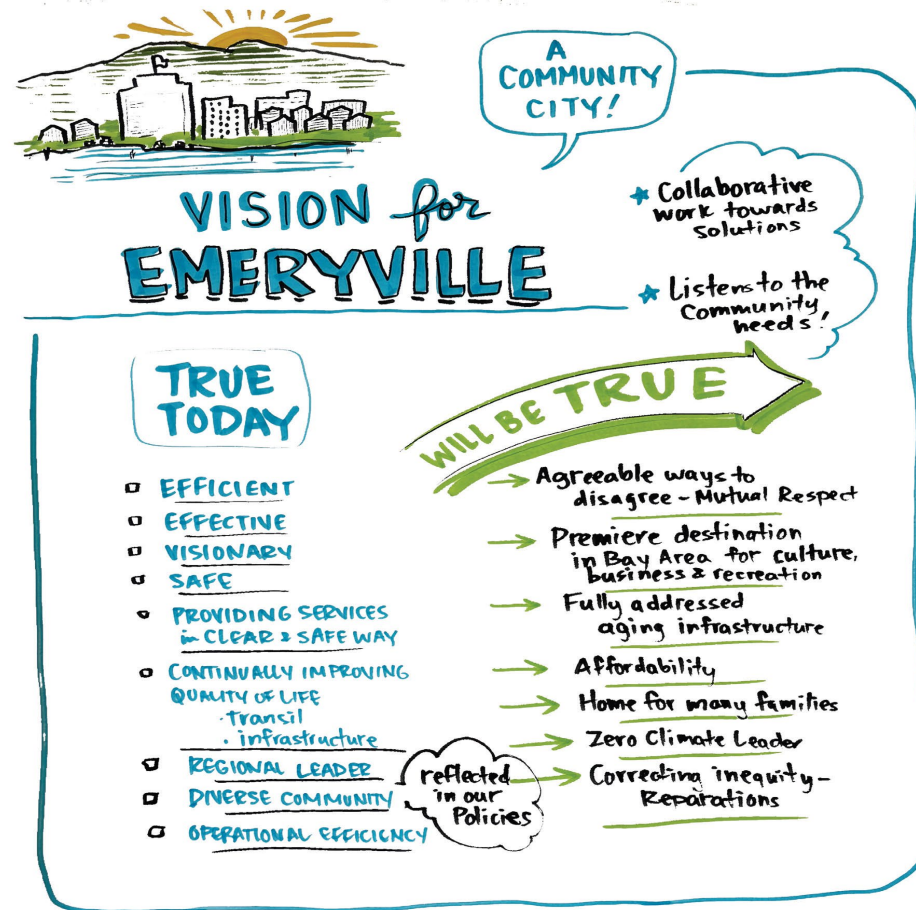 A
COMMUNITY
CITY!
VISION for
EMERYVILLE
★ Collaborative
work towards
solutions
★ Listens to the
Community
needs!
TRUE
TODAY
EFFICIENT
EFFECTIVE
VISIONARY
SAFE
PROVIDING SERVICES
in CLEAR & SAFE WAY
CONTINUALLY IMPROVING
QUALITY OF LIFE
· transil
· infrastructure
REGIONAL LEADER
DIVERSE COMMUNITY
OPERATIONAL EFFICIENCY
reflected
in our
Policies
WILL BE TRUE
→ Agreeable ways to
disagree - Mutual Respect
→ Premiere destination
in Bay Area for culture,
business & recreation
→ Fully addressed
aging infrastructure
→ Affordability
→ Home for many families
→ Zero Climate Leader
→ Correcting inequity -
Reparations